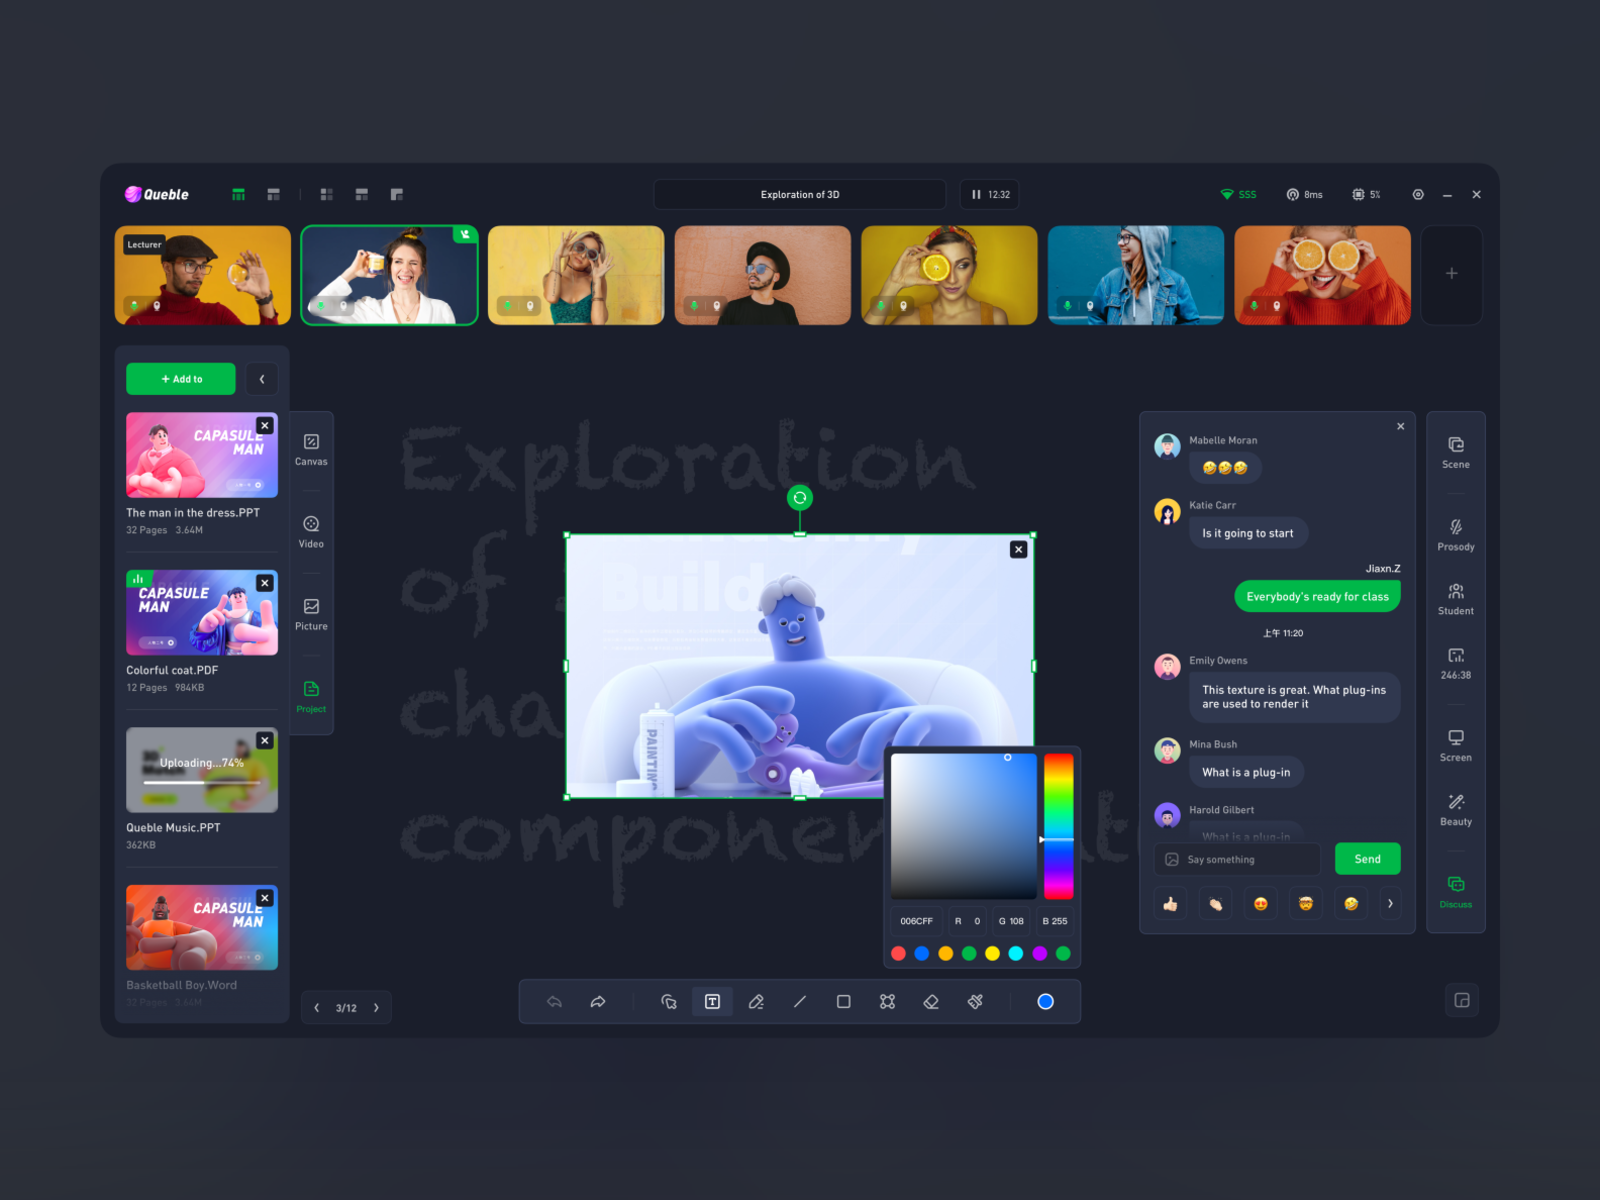 Queble
Exploration of 3D
12:32
SSS
8ms
5%
Lecturer
+ Add to
CAPASULE
MAN
The man in the dress.PPT
32 Pages 3.64M
CAPASULE
MAN
Colorful coat.PDF
12 Pages 984KB
Uploading...74%
Queble Music.PPT
362KB
CAPASULE
MAN
Basketball Boy.Word
32 Pages 3.64M
Canvas
Video
Picture
Project
Exploration
of
cha
componen
Build
PAINTING
006CFF
R 0
G 108
B 255
3/12
Mabelle Moran
🤣🤣🤣
Katie Carr
Is it going to start
Jiaxn.Z
Everybody's ready for class
上午 11:20
Emily Owens
This texture is great. What plug-ins
are used to render it
Mina Bush
What is a plug-in
Harold Gilbert
What is a plug-in
Say something
Send
Scene
Prosody
Student
246:38
Screen
Beauty
Discuss